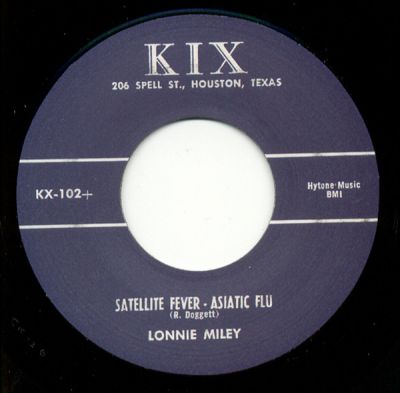 KIX
206 SPELL ST., HOUSTON, TEXAS
KX-102+
Hytone-Music
BMI
SATELLITE FEVER - ASIATIC FLU
(R. Doggett)
LONNIE MILEY